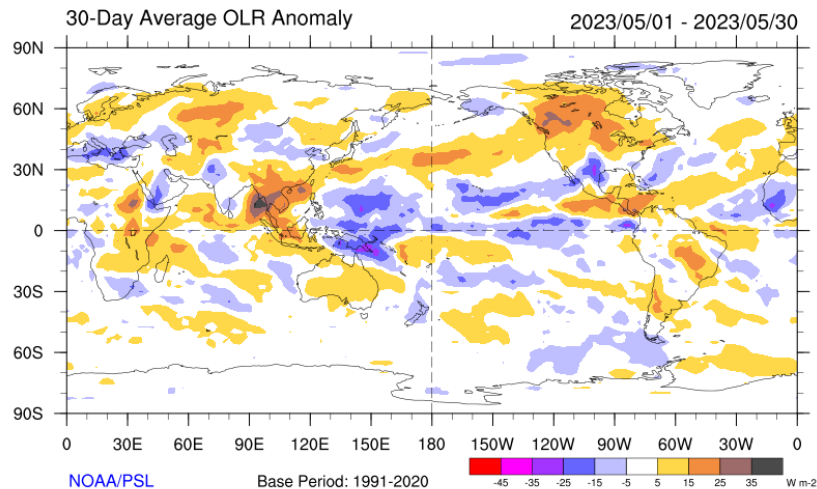 30-Day Average OLR Anomaly 2023/05/01 - 2023/05/30
90N
60N
30N
0
30S
60S
90S
0 30E 60E 90E 120E 150E 180 150W 120W 90W 60W 30W 0
-45 -35 -25 -15 -5 5 15 25 35 W m-2
NOAA/PSL Base Period: 1991-2020